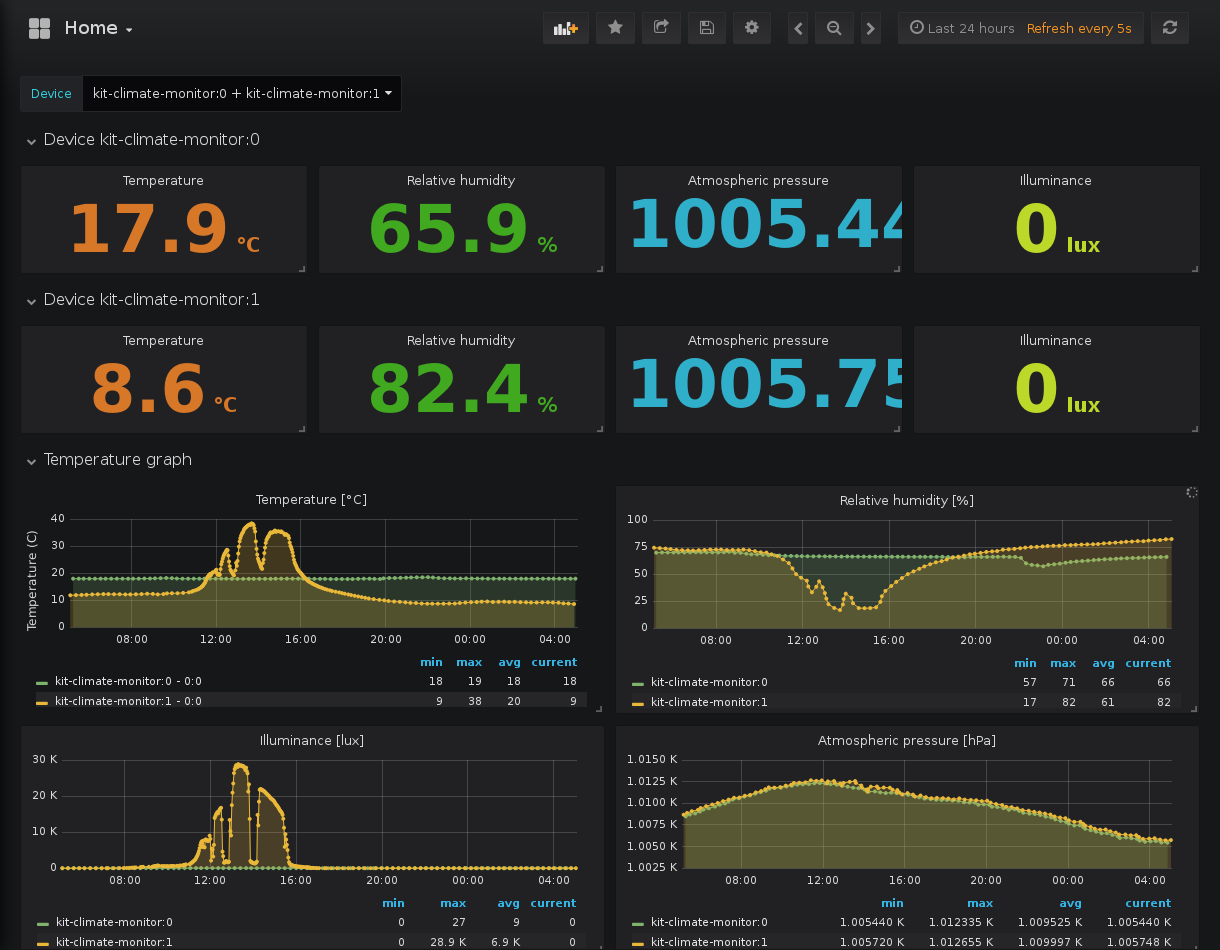 Home
Last 24 hours Refresh every 5s
Device kit-climate-monitor:0 + kit-climate-monitor:1
Device kit-climate-monitor:0
Temperature Relative humidity Atmospheric pressure Illuminance
17.9 °C 65.9 % 1005.44 0 lux
Device kit-climate-monitor:1
Temperature Relative humidity Atmospheric pressure Illuminance
8.6 °C 82.4 % 1005.75 0 lux
Temperature graph
Temperature [°C]
Temperature (C)
40
30
20
10
0
08:00 12:00 16:00 20:00 00:00 04:00
min max avg current
kit-climate-monitor:0 - 0:0 18 19 18 18
kit-climate-monitor:1 - 0:0 9 38 20 9
Relative humidity [%]
100
75
50
25
0
08:00 12:00 16:00 20:00 00:00 04:00
min max avg current
kit-climate-monitor:0 57 71 66 66
kit-climate-monitor:1 17 82 61 82
Illuminance [lux]
30 K
20 K
10 K
0
08:00 12:00 16:00 20:00 00:00 04:00
min max avg current
kit-climate-monitor:0 0 27 9 0
kit-climate-monitor:1 0 28.9 K 6.9 K 0
Atmospheric pressure [hPa]
1.0150 K
1.0125 K
1.0100 K
1.0075 K
1.0050 K
1.0025 K
08:00 12:00 16:00 20:00 00:00 04:00
min max avg current
kit-climate-monitor:0 1.005440 K 1.012335 K 1.009525 K 1.005440 K
kit-climate-monitor:1 1.005720 K 1.012655 K 1.009997 K 1.005748 K